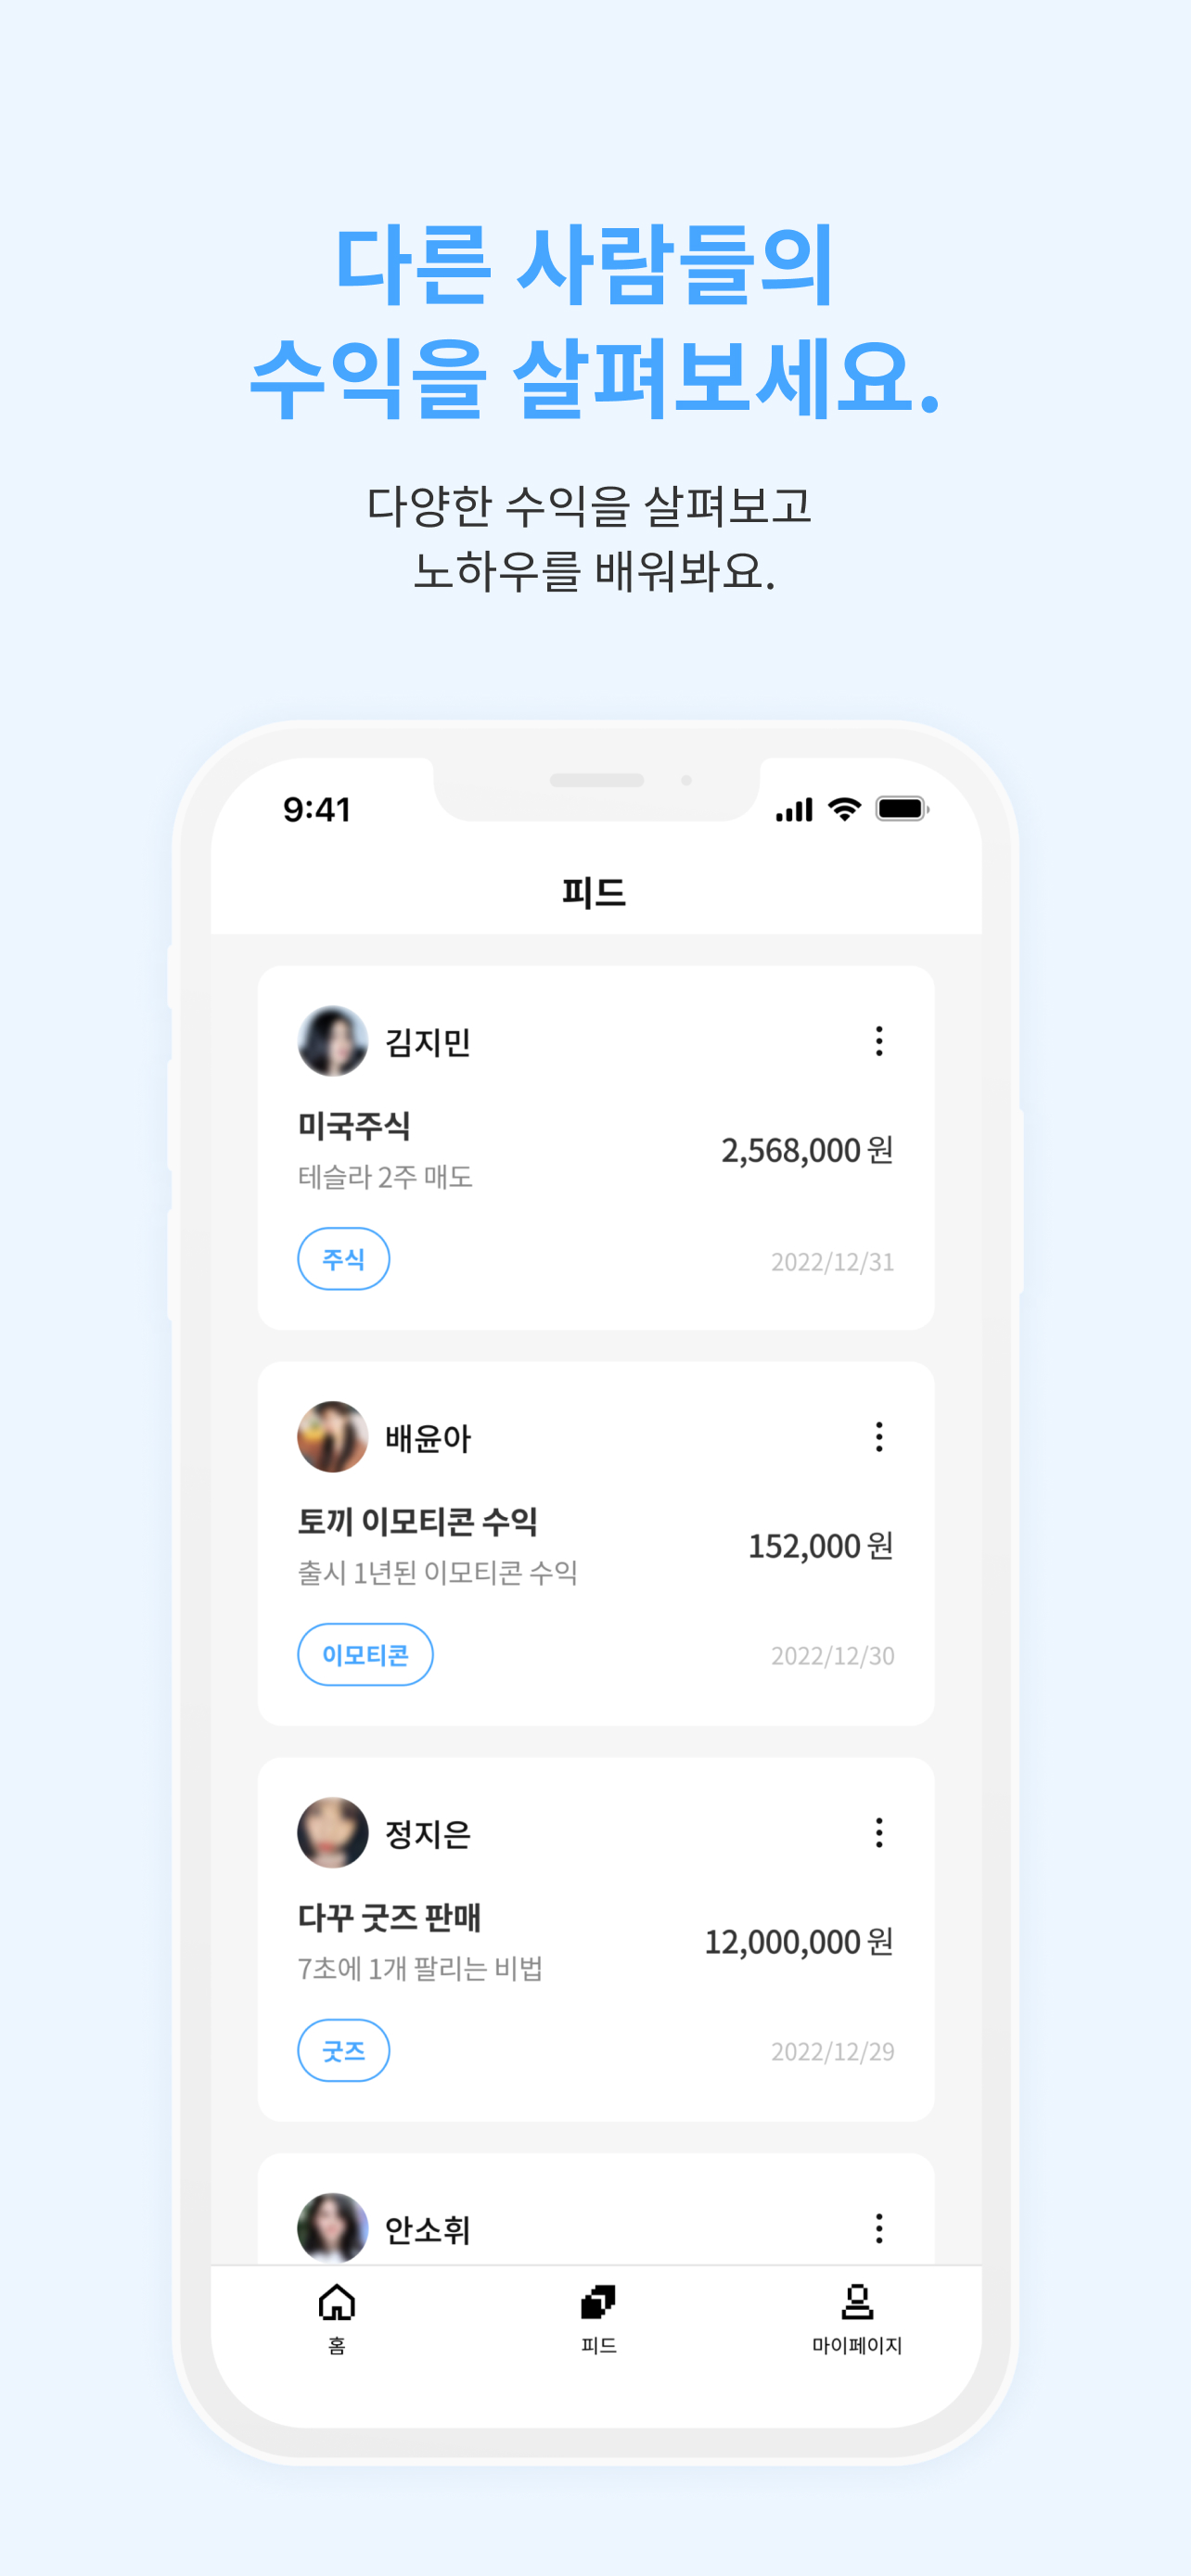 다른 사람들의
수익을 살펴보세요.
다양한 수익을 살펴보고
노하우를 배워봐요.
9:41
피드
김지민
미국주식
2,568,000 원
테슬라 2주 매도
주식
2022/12/31
배윤아
토끼 이모티콘 수익
152,000 원
출시 1년된 이모티콘 수익
이모티콘
2022/12/30
정지은
다꾸 굿즈 판매
12,000,000 원
7초에 1개 팔리는 비법
굿즈
2022/12/29
안소휘
홈
피드
마이페이지